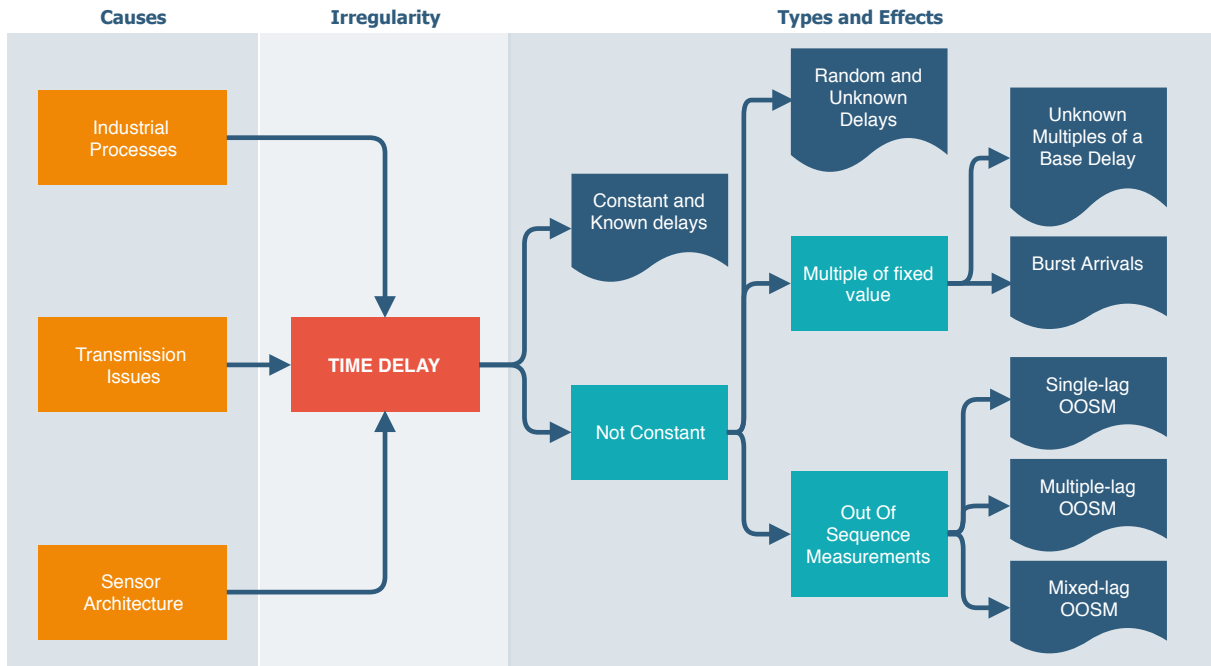 Causes
Irregularity
Types and Effects
Industrial
Processes
Transmission
Issues
Sensor
Architecture
TIME DELAY
Constant and
Known delays
Not Constant
Random and
Unknown
Delays
Multiple of fixed
value
Out Of
Sequence
Measurements
Unknown
Multiples of a
Base Delay
Burst Arrivals
Single-lag
OOSM
Multiple-lag
OOSM
Mixed-lag
OOSM